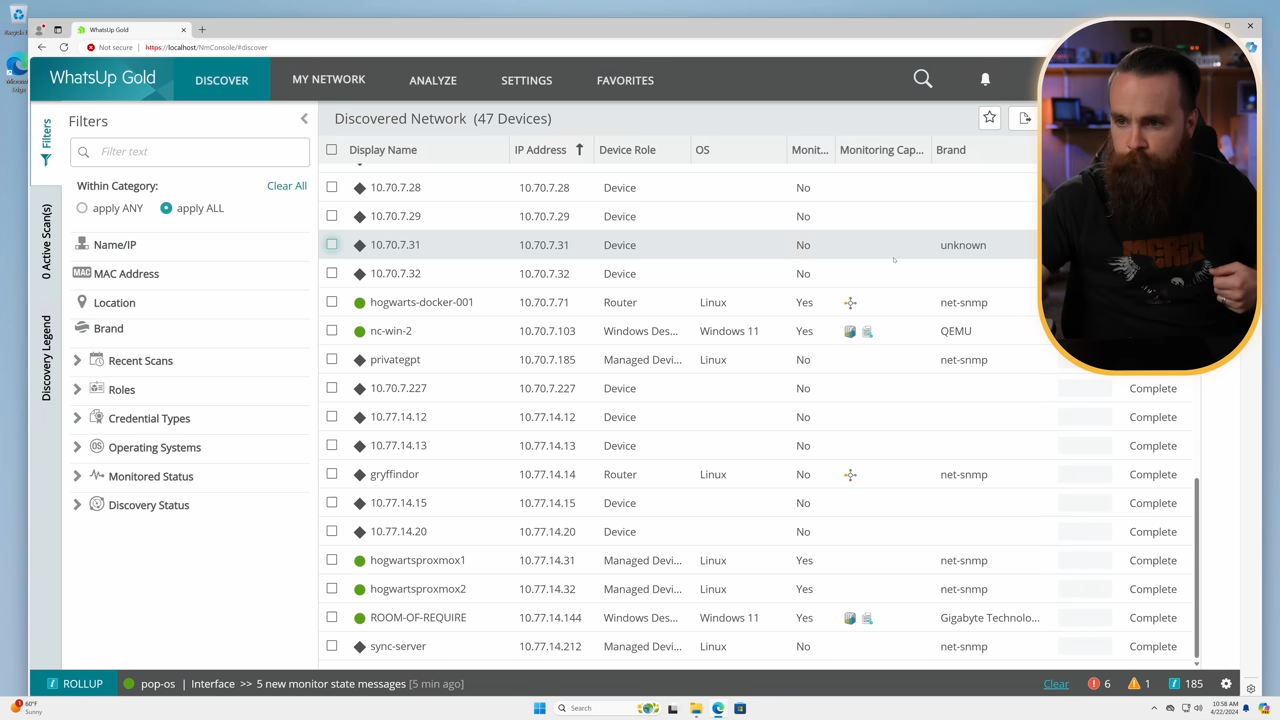 WhatsUp Gold
Not secure
https://localhost/NmConsole/#discover
WhatsUp Gold DISCOVER MY NETWORK ANALYZE SETTINGS FAVORITES
Filters
0 Active Scan(s)
Discovery Legend
Filters
Filter text
Within Category: Clear All
apply ANY apply ALL
Name/IP
MAC MAC Address
Location
Brand
Recent Scans
Roles
Credential Types
OS Operating Systems
Monitored Status
Discovery Status
Discovered Network (47 Devices)
Display Name IP Address Device Role OS Monit... Monitoring Cap... Brand
10.70.7.28 10.70.7.28 Device No
10.70.7.29 10.70.7.29 Device No
10.70.7.31 10.70.7.31 Device No unknown
10.70.7.32 10.70.7.32 Device No
hogwarts-docker-001 10.70.7.71 Router Linux Yes net-snmp
nc-win-2 10.70.7.103 Windows Des... Windows 11 Yes QEMU
privategpt 10.70.7.185 Managed Devi... Linux No net-snmp
10.70.7.227 10.70.7.227 Device No Complete
10.77.14.12 10.77.14.12 Device No Complete
10.77.14.13 10.77.14.13 Device No Complete
gryffindor 10.77.14.14 Router Linux No net-snmp Complete
10.77.14.15 10.77.14.15 Device No Complete
10.77.14.20 10.77.14.20 Device No Complete
hogwartsproxmox1 10.77.14.31 Managed Devi... Linux Yes net-snmp Complete
hogwartsproxmox2 10.77.14.32 Managed Devi... Linux Yes net-snmp Complete
ROOM-OF-REQUIRE 10.77.14.144 Windows Des... Windows 11 Yes Gigabyte Technolo... Complete
sync-server 10.77.14.212 Managed Devi... Linux No net-snmp Complete
ROLLUP pop-os | Interface >> 5 new monitor state messages [5 min ago] Clear 6 1 185
60°F
Sunny
Search
10:58 AM
4/22/2024